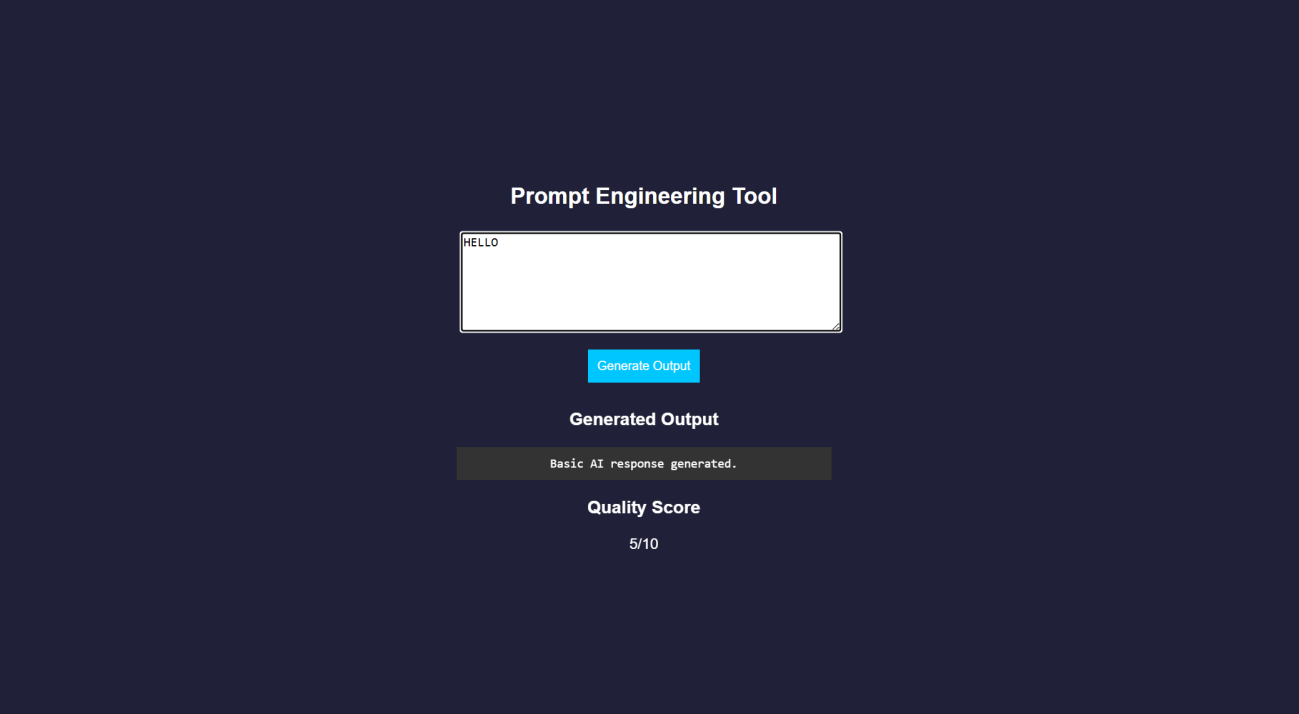 Prompt Engineering Tool
HELLO
Generate Output
Generated Output
Basic AI response generated.
Quality Score
5/10